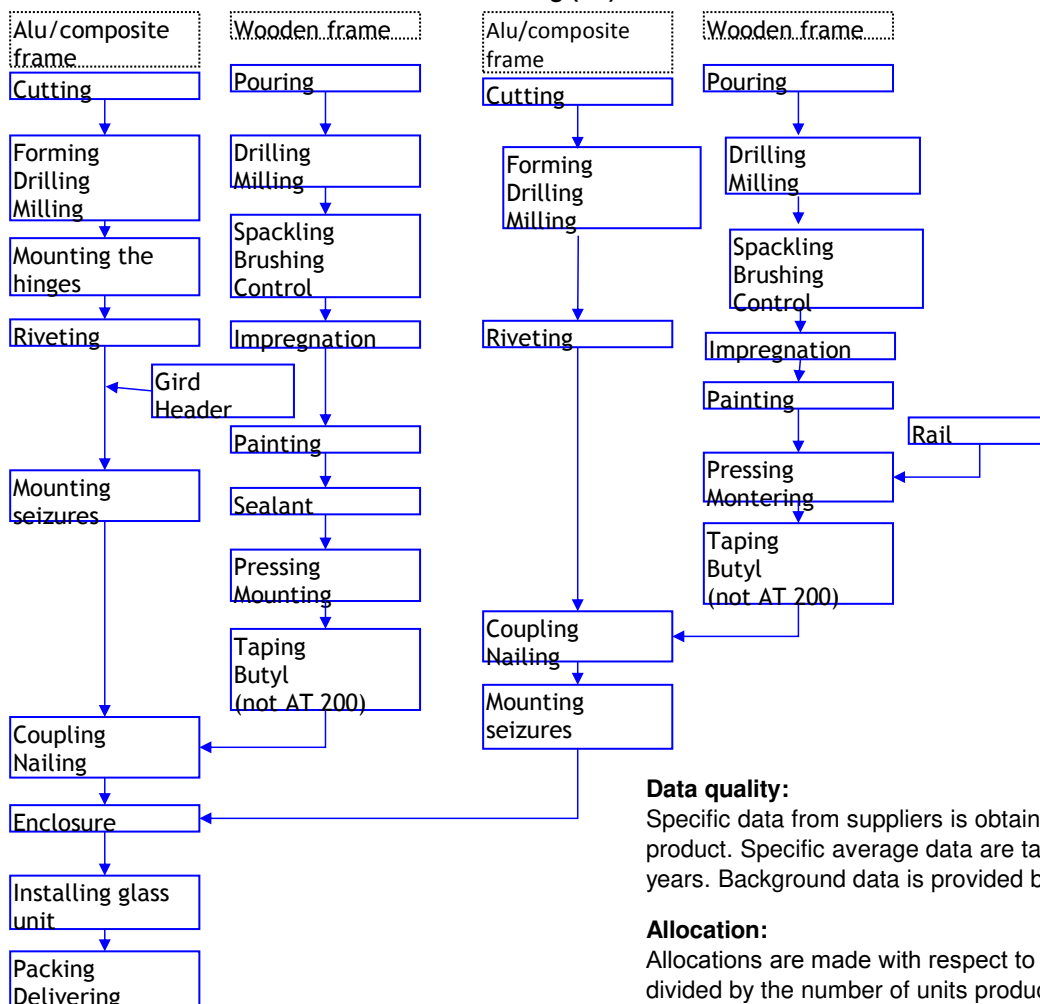 Alu/composite
frame
Cutting
Forming
Drilling
Milling
Mounting the
hinges
Riveting
Gird
Header
Mounting
seizures
Coupling
Nailing
Enclosure
Installing glass
unit
Packing
Delivering
Wooden frame
Pouring
Drilling
Milling
Spackling
Brushing
Control
Impregnation
Painting
Sealant
Pressing
Mounting
Taping
Butyl
(not AT 200)
Alu/composite
frame
Cutting
Forming
Drilling
Milling
Riveting
Coupling
Nailing
Mounting
seizures
Wooden frame
Pouring
Drilling
Milling
Spackling
Brushing
Control
Impregnation
Painting
Rail
Pressing
Montering
Taping
Butyl
(not AT 200)
Data quality:
Specific data from suppliers is obtain
product. Specific average data are ta
years. Background data is provided b
Allocation:
Allocations are made with respect to
divided by the number of units produc